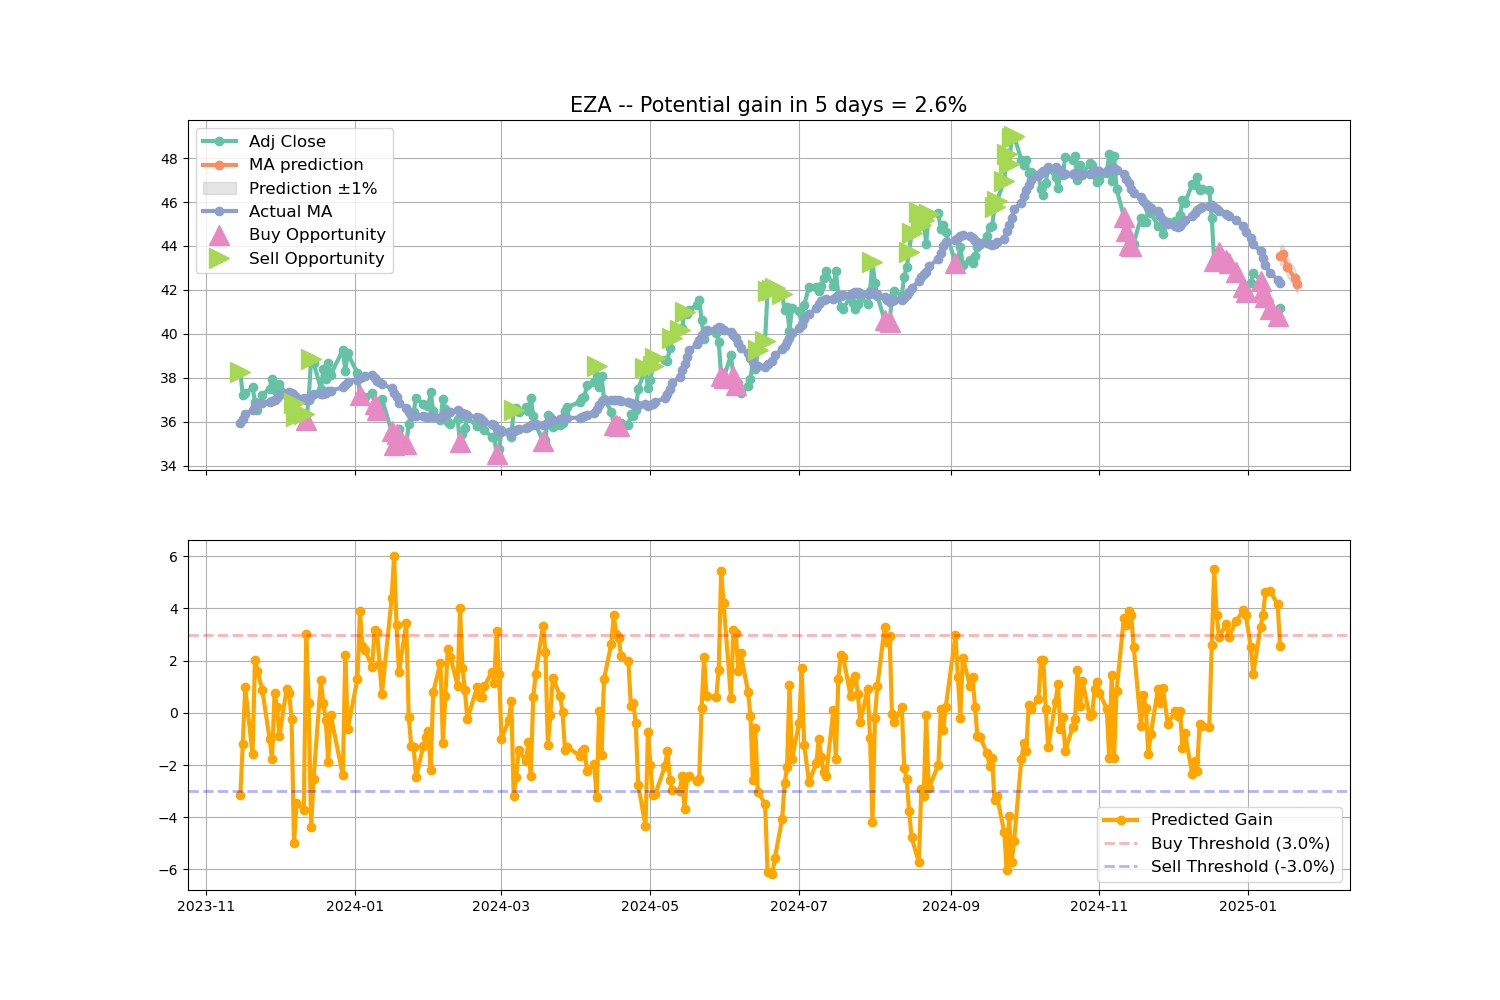 EZA -- Potential gain in 5 days = 2.6%
48
46
44
42
40
38
36
34
Adj Close
MA prediction
Prediction ±1%
Actual MA
Buy Opportunity
Sell Opportunity
6
4
2
0
−2
−4
−6
Predicted Gain
Buy Threshold (3.0%)
Sell Threshold (-3.0%)
2023-11
2024-01
2024-03
2024-05
2024-07
2024-09
2024-11
2025-01